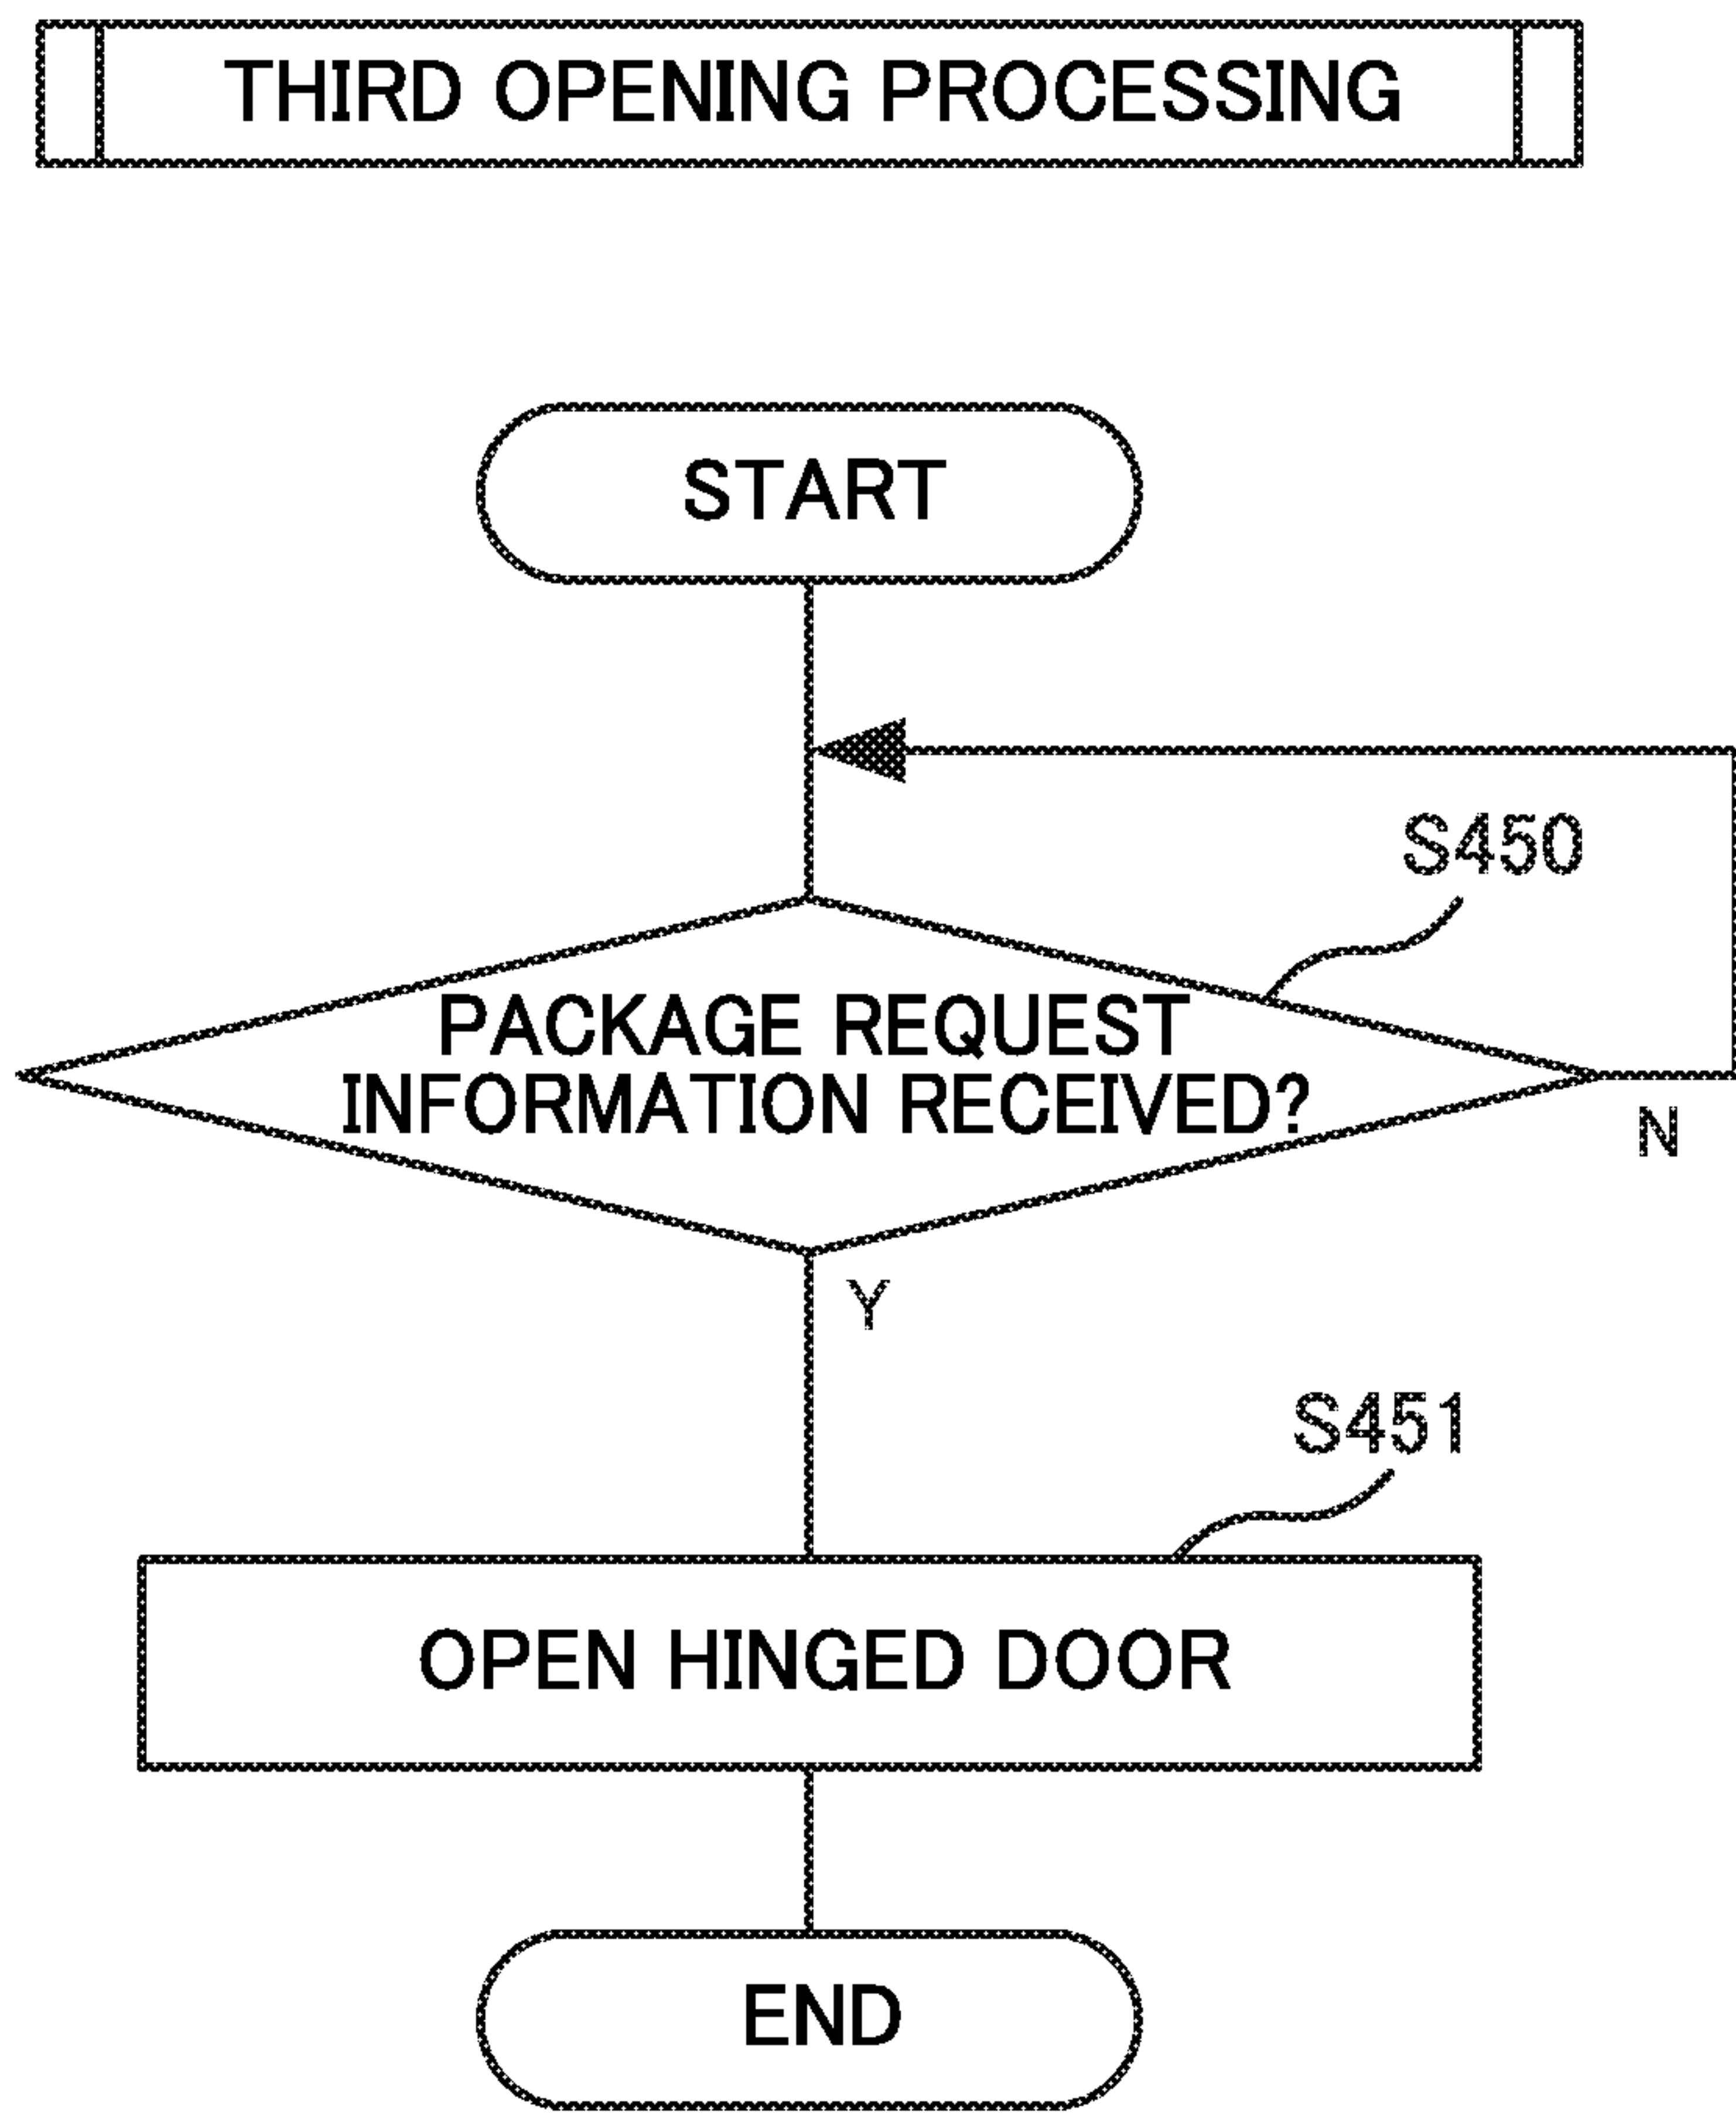 THIRD OPENING PROCESSING
START
S450
PACKAGE REQUEST
INFORMATION RECEIVED?
N
Y
S451
OPEN HINGED DOOR
END